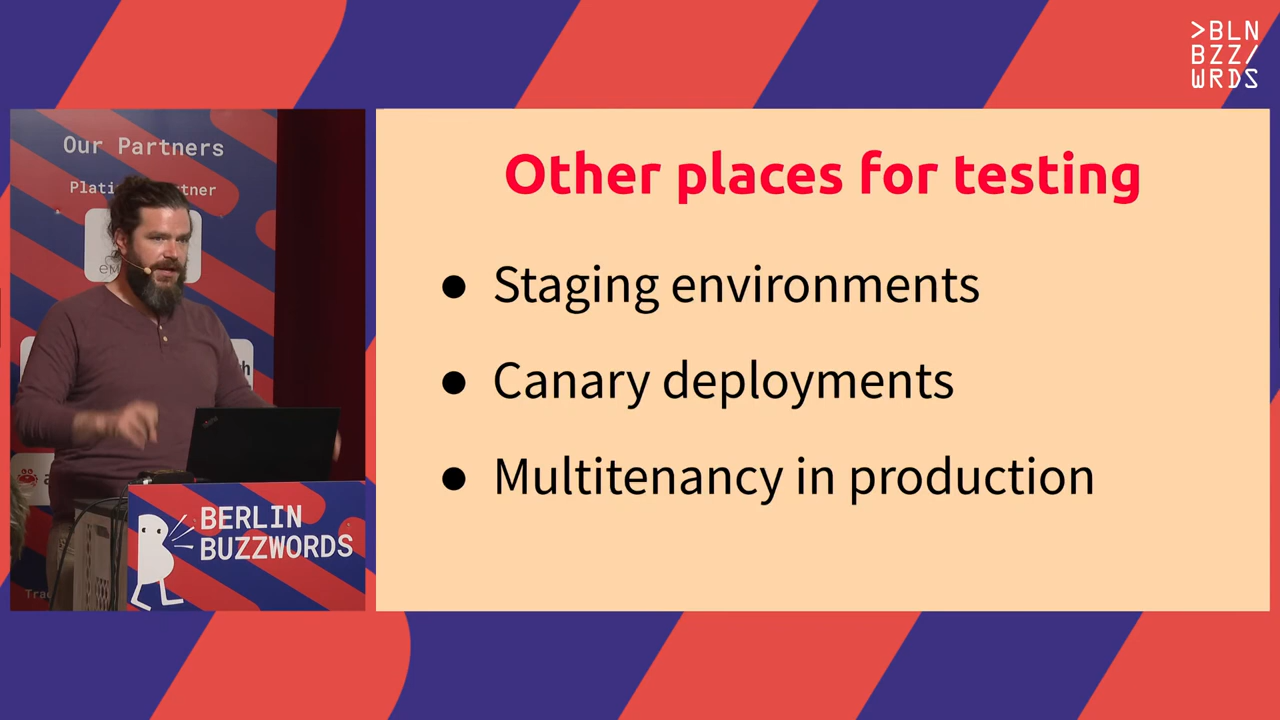 >BLN
BZZ/
WRDS
Our Partners
Other places for testing
● Staging environments
● Canary deployments
● Multitenancy in production
BERLIN
BUZZWORDS